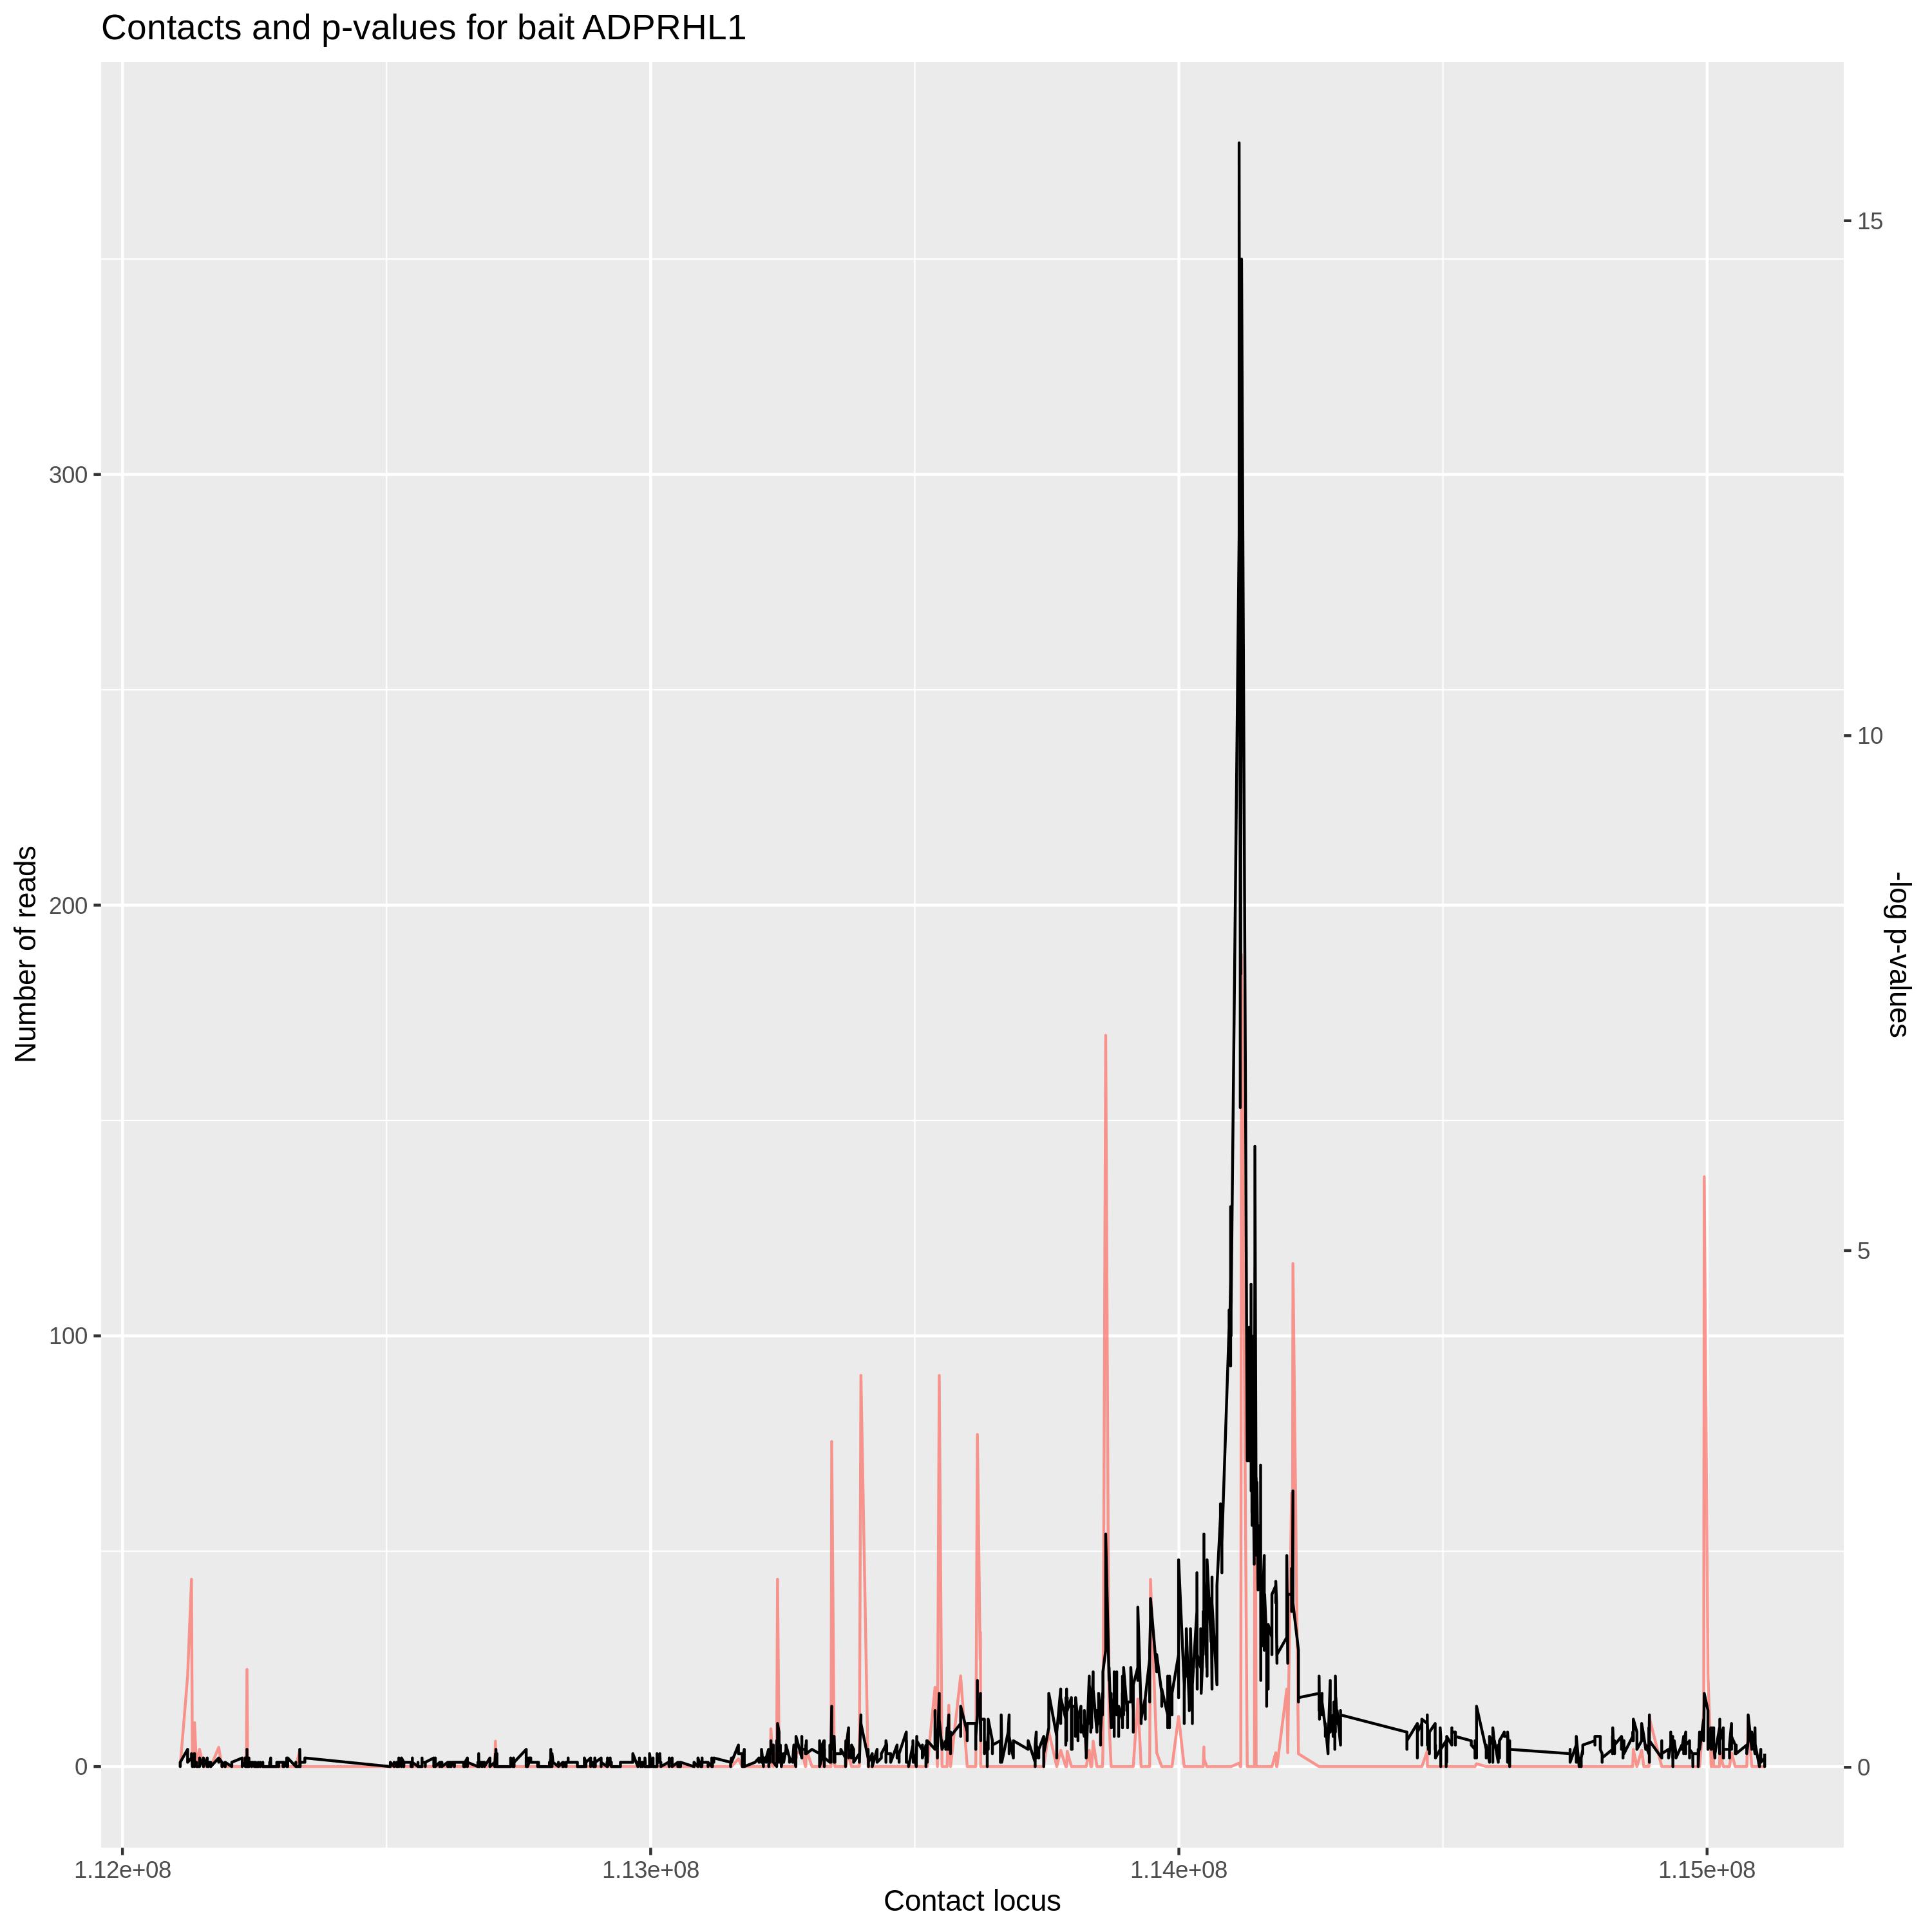 Contacts and p-values for bait ADPRHL1
Number of reads
300
200
100
0
15
10
5
0
-log p-values
1.12e+08
1.13e+08
1.14e+08
1.15e+08
Contact locus